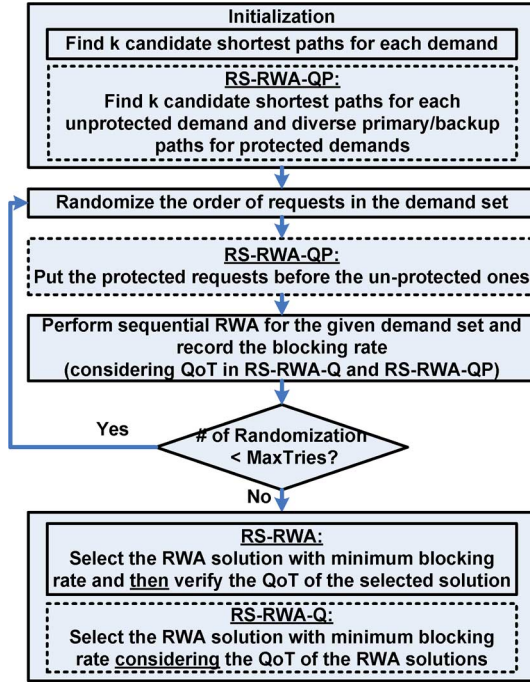 Initialization
Find k candidate shortest paths for each demand
RS-RWA-QP:
Find k candidate shortest paths for each
unprotected demand and diverse primary/backup
paths for protected demands
Randomize the order of requests in the demand set
RS-RWA-QP:
Put the protected requests before the un-protected ones
Perform sequential RWA for the given demand set and
record the blocking rate
(considering QoT in RS-RWA-Q and RS-RWA-QP)
Yes
# of Randomization
< MaxTries?
No
RS-RWA:
Select the RWA solution with minimum blocking
rate and then verify the QoT of the selected solution
RS-RWA-Q:
Select the RWA solution with minimum blocking
rate considering the QoT of the RWA solutions